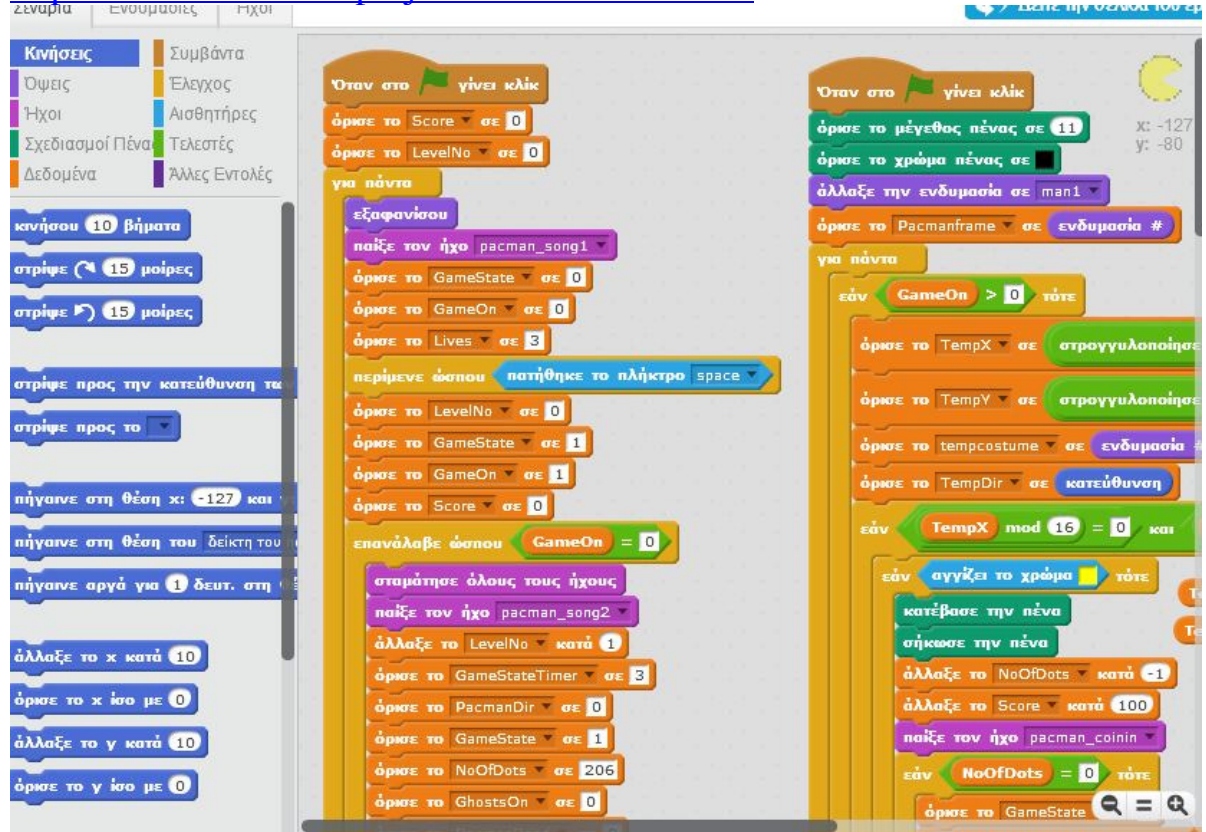 Σενάρια Ενδυμασίες Ήχοι
Κινήσεις Συμβάντα
Όψεις Έλεγχος
Ήχοι Αισθητήρες
Σχεδιασμοί Πένας Τελεστές
Δεδομένα Άλλες Εντολές
κινήσου 10 βήματα
στρίψε 15 μοίρες
στρίψε 15 μοίρες
στρίψε προς την κατεύθυνση των
στρίψε προς το
πήγαινε στη θέση x: -127 και
πήγαινε στη θέση του δείκτη του
πήγαινε αργά για 1 δευτ. στη
άλλαξε το x κατά 10
όρισε το x ίσο με 0
άλλαξε το y κατά 10
όρισε το y ίσο με 0
Όταν στο γίνει κλίκ
όρισε το Score σε 0
όρισε το LevelNo σε 0
για πάντα
εξαφανίσου
παίξε τον ήχο pacman_song1
όρισε το GameState σε 0
όρισε το GameOn σε 0
όρισε το Lives σε 3
περίμενε ώσπου πατήθηκε το πλήκτρο space
όρισε το LevelNo σε 0
όρισε το GameState σε 1
όρισε το GameOn σε 1
όρισε το Score σε 0
επανάλαβε ώσπου GameOn = 0
σταμάτησε όλους τους ήχους
παίξε τον ήχο pacman_song2
άλλαξε το LevelNo κατά 1
όρισε το GameStateTimer σε 3
όρισε το PacmanDir σε 0
όρισε το GameState σε 1
όρισε το NoOfDots σε 206
όρισε το GhostsOn σε 0
Όταν στο γίνει κλίκ
όρισε το μέγεθος πένας σε 11
όρισε το χρώμα πένας σε
άλλαξε την ενδυμασία σε man1
όρισε το Pacmanframe σε ενδυμασία #
για πάντα
εάν GameOn > 0 τότε
όρισε το TempX σε στρογγυλοποίησε
όρισε το TempY σε στρογγυλοποίησε
όρισε το tempcostume σε ενδυμασία #
όρισε το TempDir σε κατεύθυνση
εάν TempX mod 16 = 0 και
εάν αγγίζει το χρώμα τότε
κατέβασε την πένα
σήκωσε την πένα
άλλαξε το NoOfDots κατά -1
άλλαξε το Score κατά 100
παίξε τον ήχο pacman_coinin
εάν NoOfDots = 0 τότε
όρισε το GameState
x: -127
y: -80